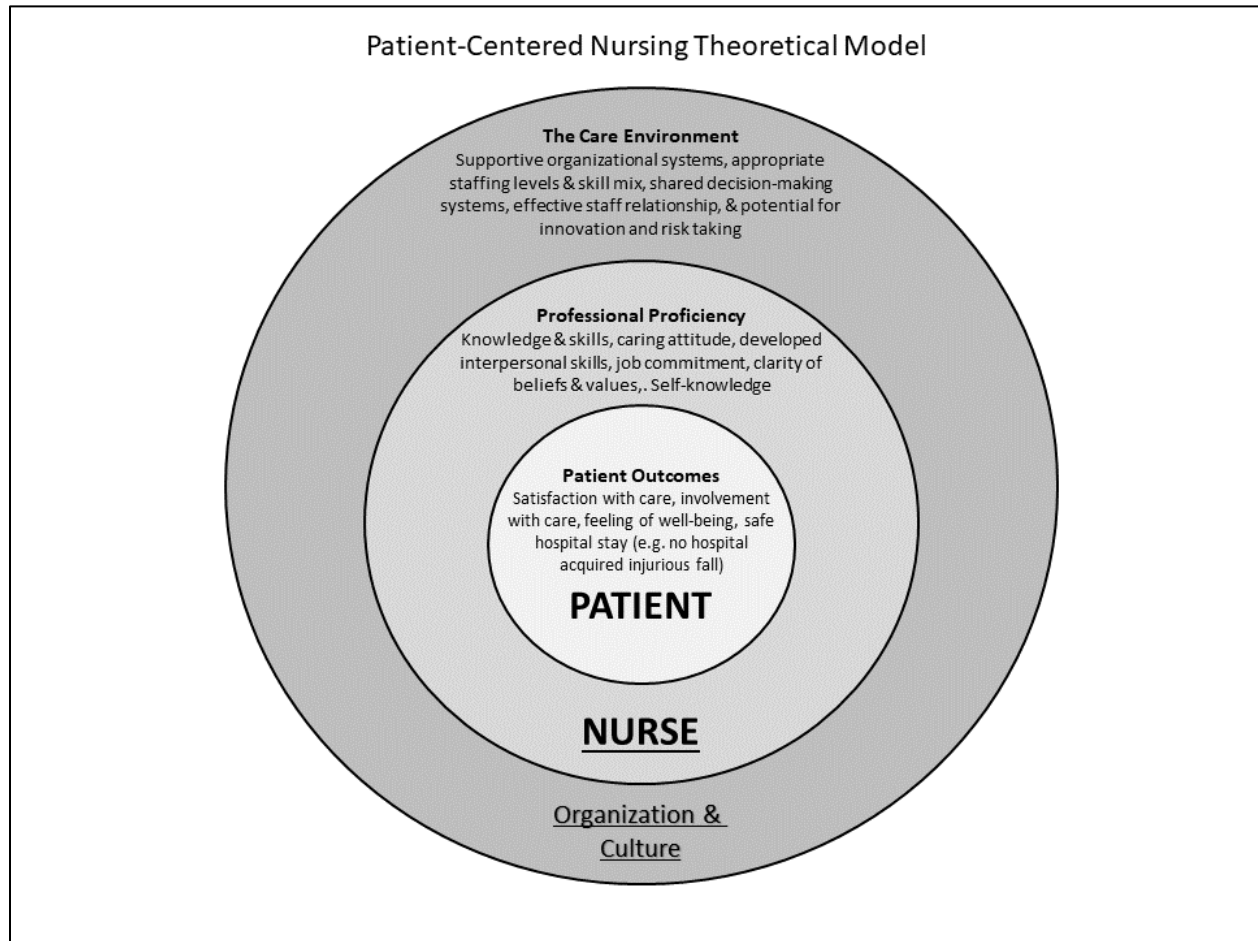 Patient-Centered Nursing Theoretical Model
The Care Environment
Supportive organizational systems, appropriate
staffing levels & skill mix, shared decision-making
systems, effective staff relationship, & potential for
innovation and risk taking
Professional Proficiency
Knowledge & skills, caring attitude, developed
interpersonal skills, job commitment, clarity of
beliefs & values,. Self-knowledge
Patient Outcomes
Satisfaction with care, involvement
with care, feeling of well-being, safe
hospital stay (e.g. no hospital
acquired injurious fall)
PATIENT
NURSE
Organization &
Culture